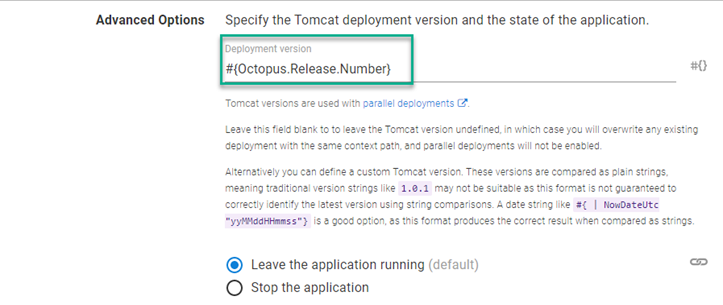 Advanced Options Specify the Tomcat deployment version and the state of the application.
Deployment version
#{Octopus.Release.Number}
#{}
Tomcat versions are used with parallel deployments.
Leave this field blank to to leave the Tomcat version undefined, in which case you will overwrite any existing
deployment with the same context path, and parallel deployments will not be enabled.
Alternatively you can define a custom Tomcat version. These versions are compared as plain strings,
meaning traditional version strings like 1.0.1 may not be suitable as this format is not guaranteed to
correctly identify the latest version using string comparisons. A date string like #{ | NowDateUtc
"yyMMddHHmmss"} is a good option, as this format produces the correct result when compared as strings.
Leave the application running (default)
Stop the application